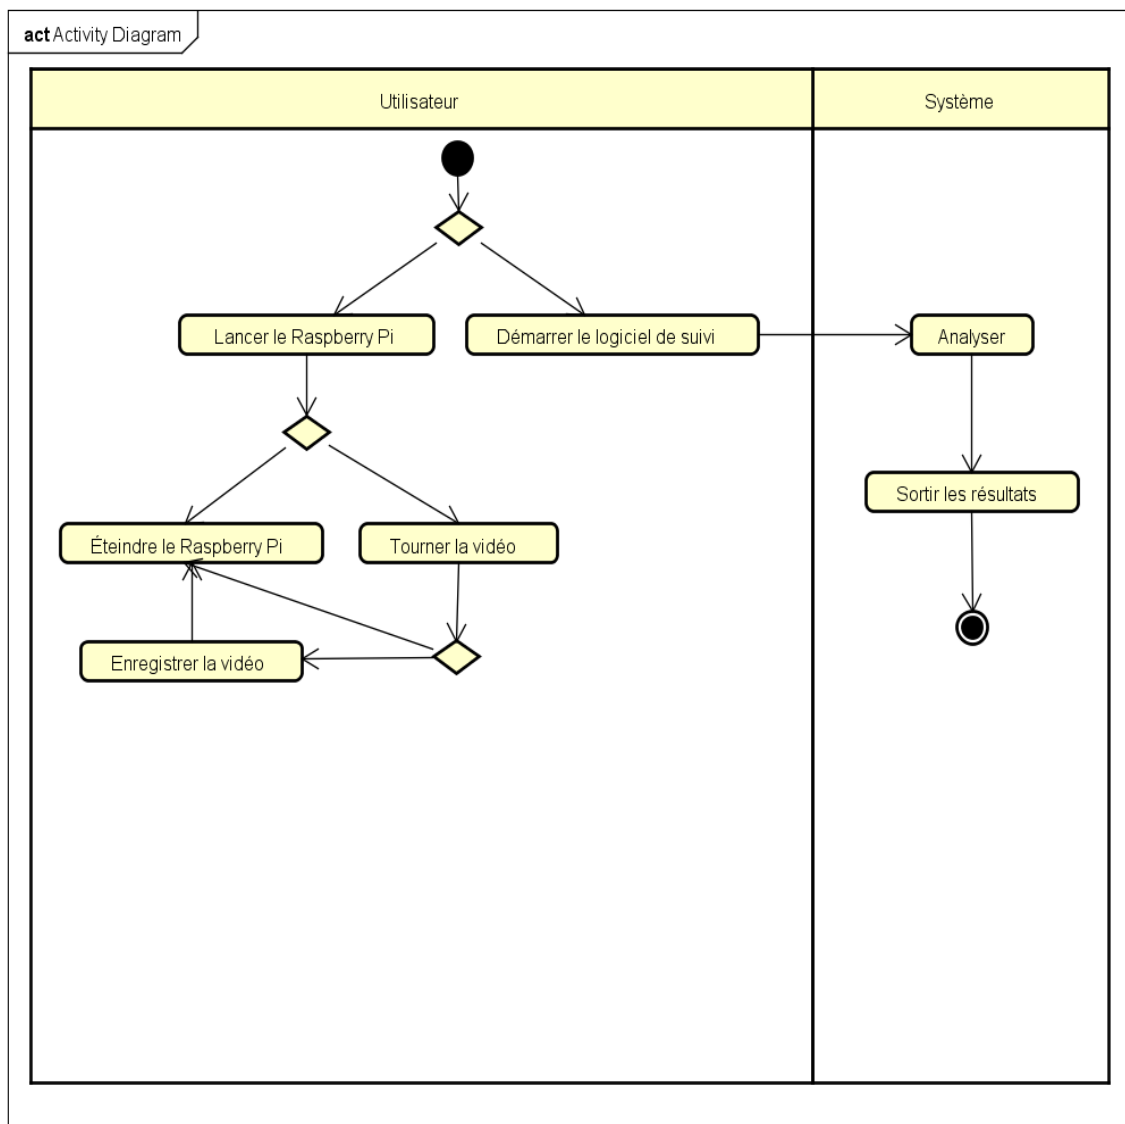 act Activity Diagram
Utilisateur
Système
Lancer le Raspberry Pi
Démarrer le logiciel de suivi
Analyser
Sortir les résultats
Éteindre le Raspberry Pi
Tourner la vidéo
Enregistrer la vidéo